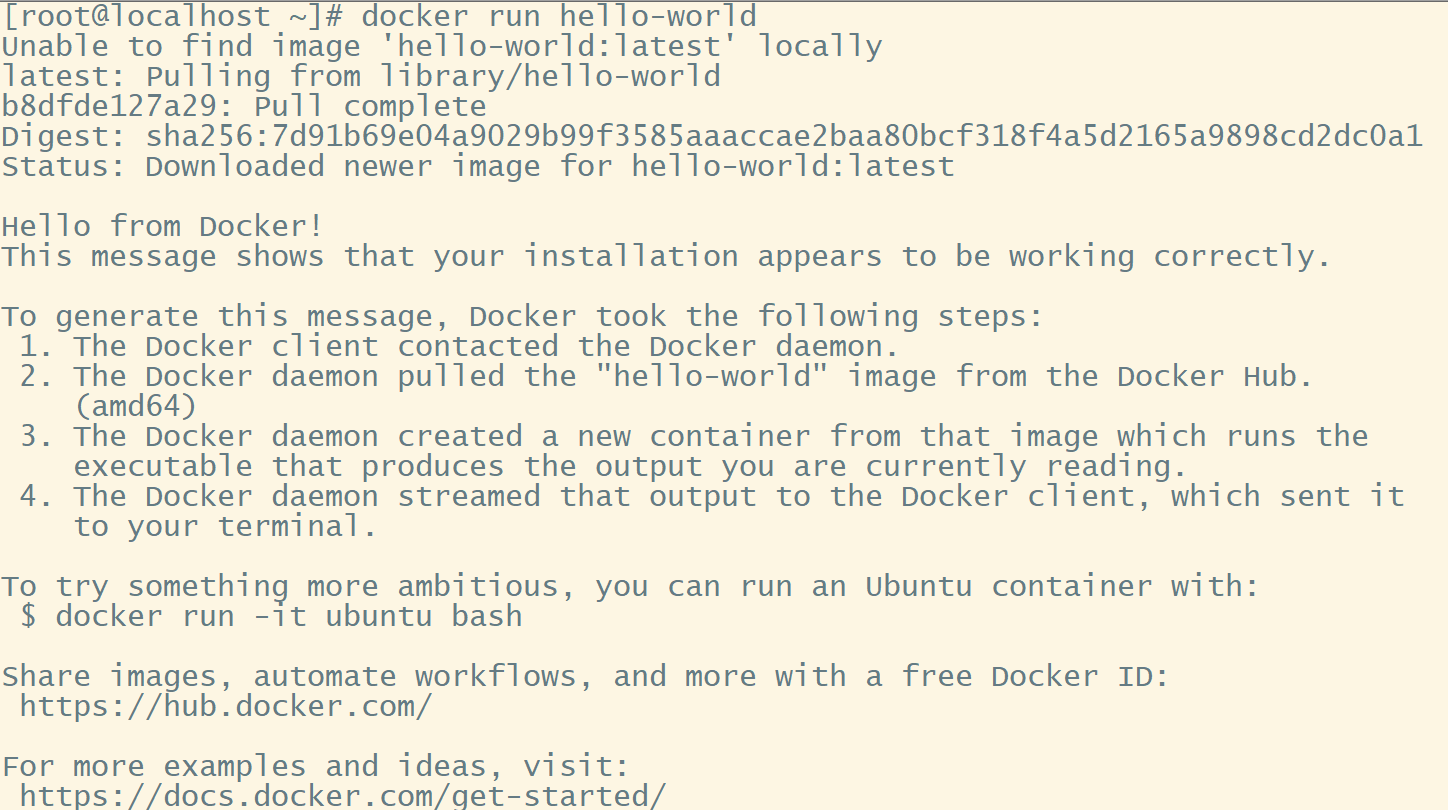 [root@localhost ~]# docker run hello-world
Unable to find image 'hello-world:latest' locally
latest: Pulling from library/hello-world
b8dfde127a29: Pull complete
Digest: sha256:7d91b69e04a9029b99f3585aaaccae2baa80bcf318f4a5d2165a9898cd2dc0a1
Status: Downloaded newer image for hello-world:latest

Hello from Docker!
This message shows that your installation appears to be working correctly.

To generate this message, Docker took the following steps:
 1. The Docker client contacted the Docker daemon.
 2. The Docker daemon pulled the "hello-world" image from the Docker Hub.
    (amd64)
 3. The Docker daemon created a new container from that image which runs the
    executable that produces the output you are currently reading.
 4. The Docker daemon streamed that output to the Docker client, which sent it
    to your terminal.

To try something more ambitious, you can run an Ubuntu container with:
 $ docker run -it ubuntu bash

Share images, automate workflows, and more with a free Docker ID:
 https://hub.docker.com/

For more examples and ideas, visit:
 https://docs.docker.com/get-started/